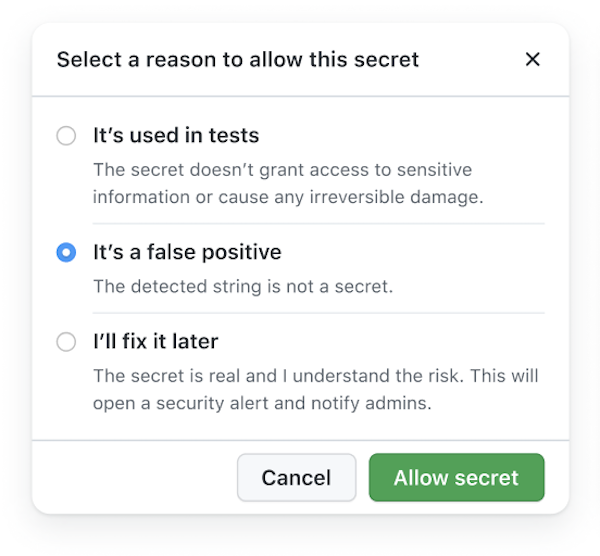 Select a reason to allow this secret
It’s used in tests
The secret doesn’t grant access to sensitive
information or cause any irreversible damage.
It’s a false positive
The detected string is not a secret.
I’ll fix it later
The secret is real and I understand the risk. This will
open a security alert and notify admins.
Cancel
Allow secret